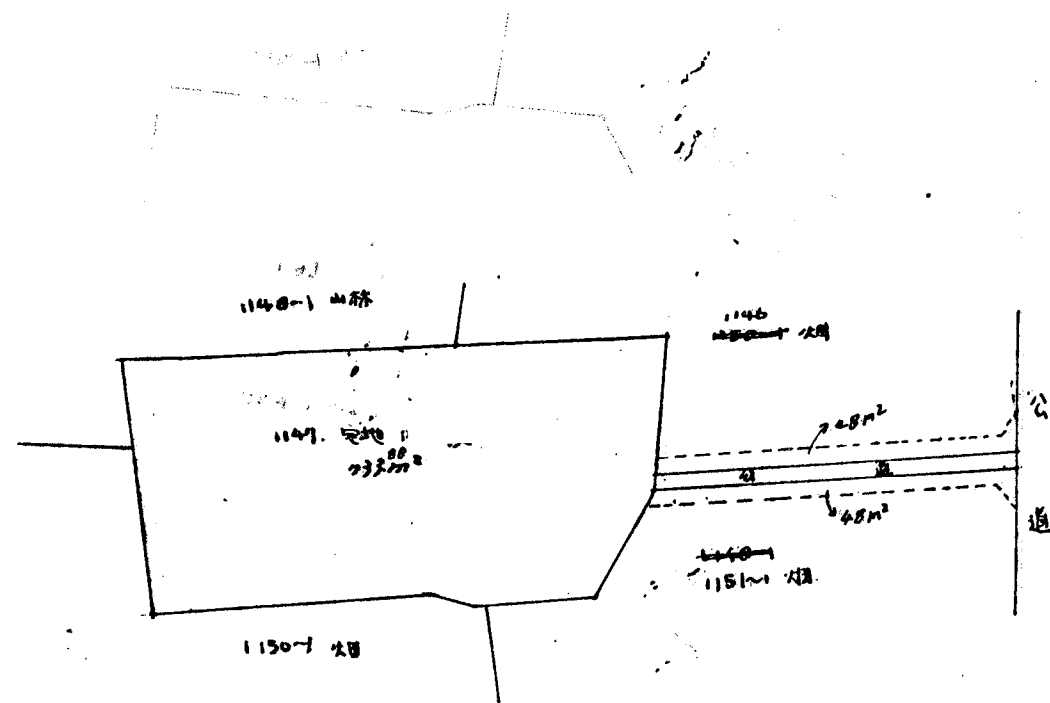 1148~1 山林
1146
畑
1147. 宅地
733.88m²
48m²
公道
公道
48m²
1151~1 畑
1150~1 畑